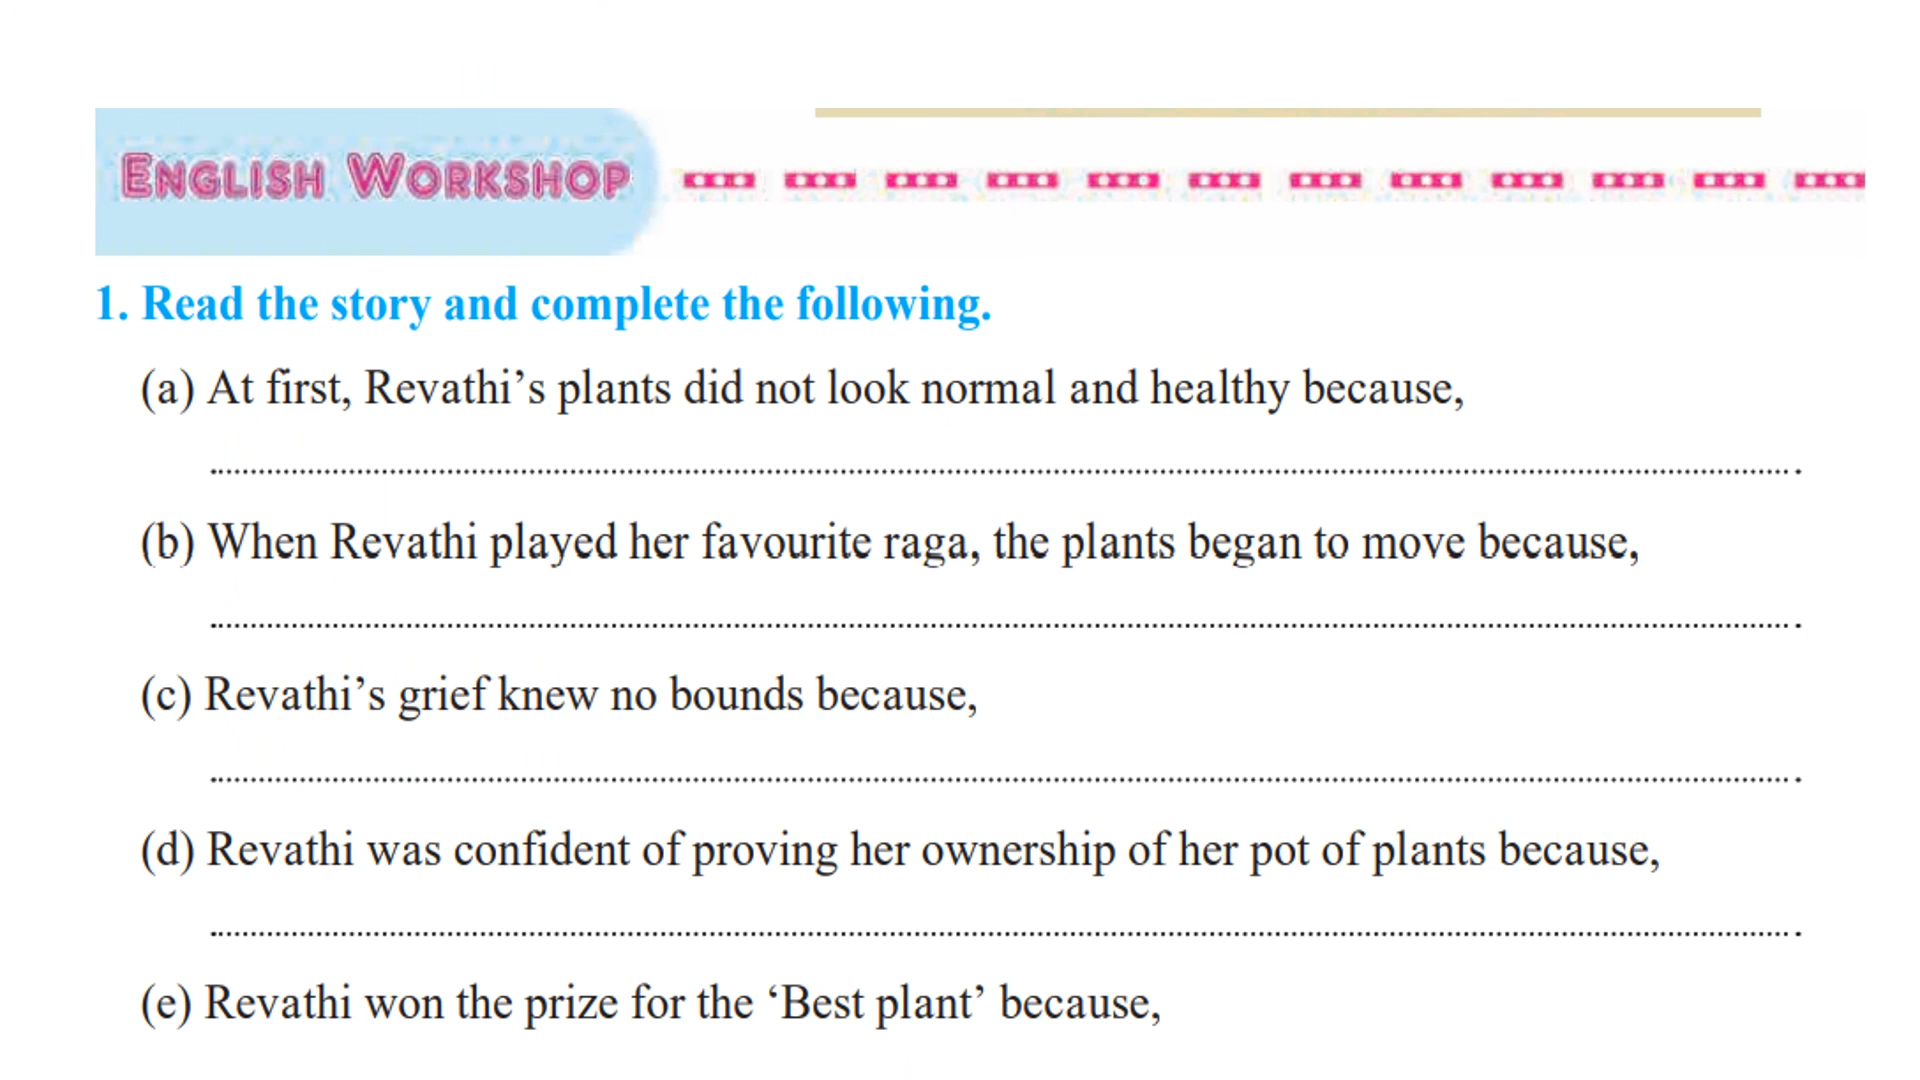 ENGLISH WORKSHOP
1. Read the story and complete the following.
(a) At first, Revathi’s plants did not look normal and healthy because,
(b) When Revathi played her favourite raga, the plants began to move because,
(c) Revathi’s grief knew no bounds because,
(d) Revathi was confident of proving her ownership of her pot of plants because,
(e) Revathi won the prize for the ‘Best plant’ because,